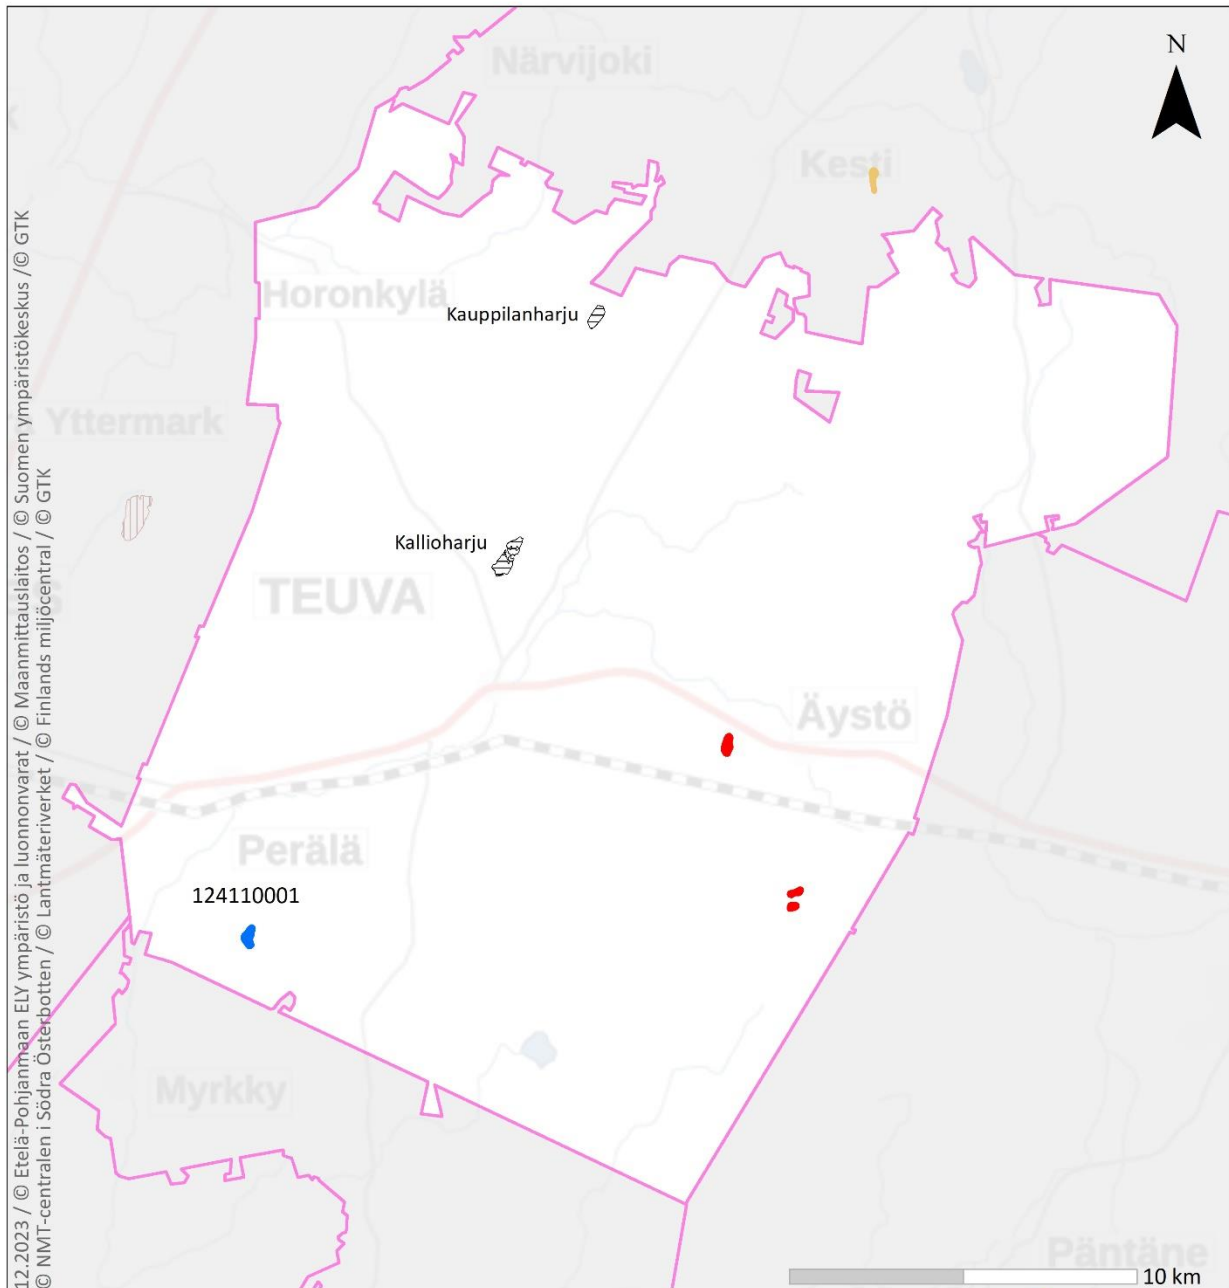 Närvijoki
N
Kesti
Horonkylä
Kauppilanharju
Yttermark
Kallioharju
TEUVA
Äystö
Perälä
124110001
Myrkky
Päntäne
10 km
12.2023 / © Etelä-Pohjanmaan ELY ympäristö ja luonnonvarat / © Maanmittauslaitos / © Suomen ympäristökeskus /© GTK
© NMT-centralen i Södra Österbotten / © Lantmäteriverket / © Finlands miljöcentral / © GTK